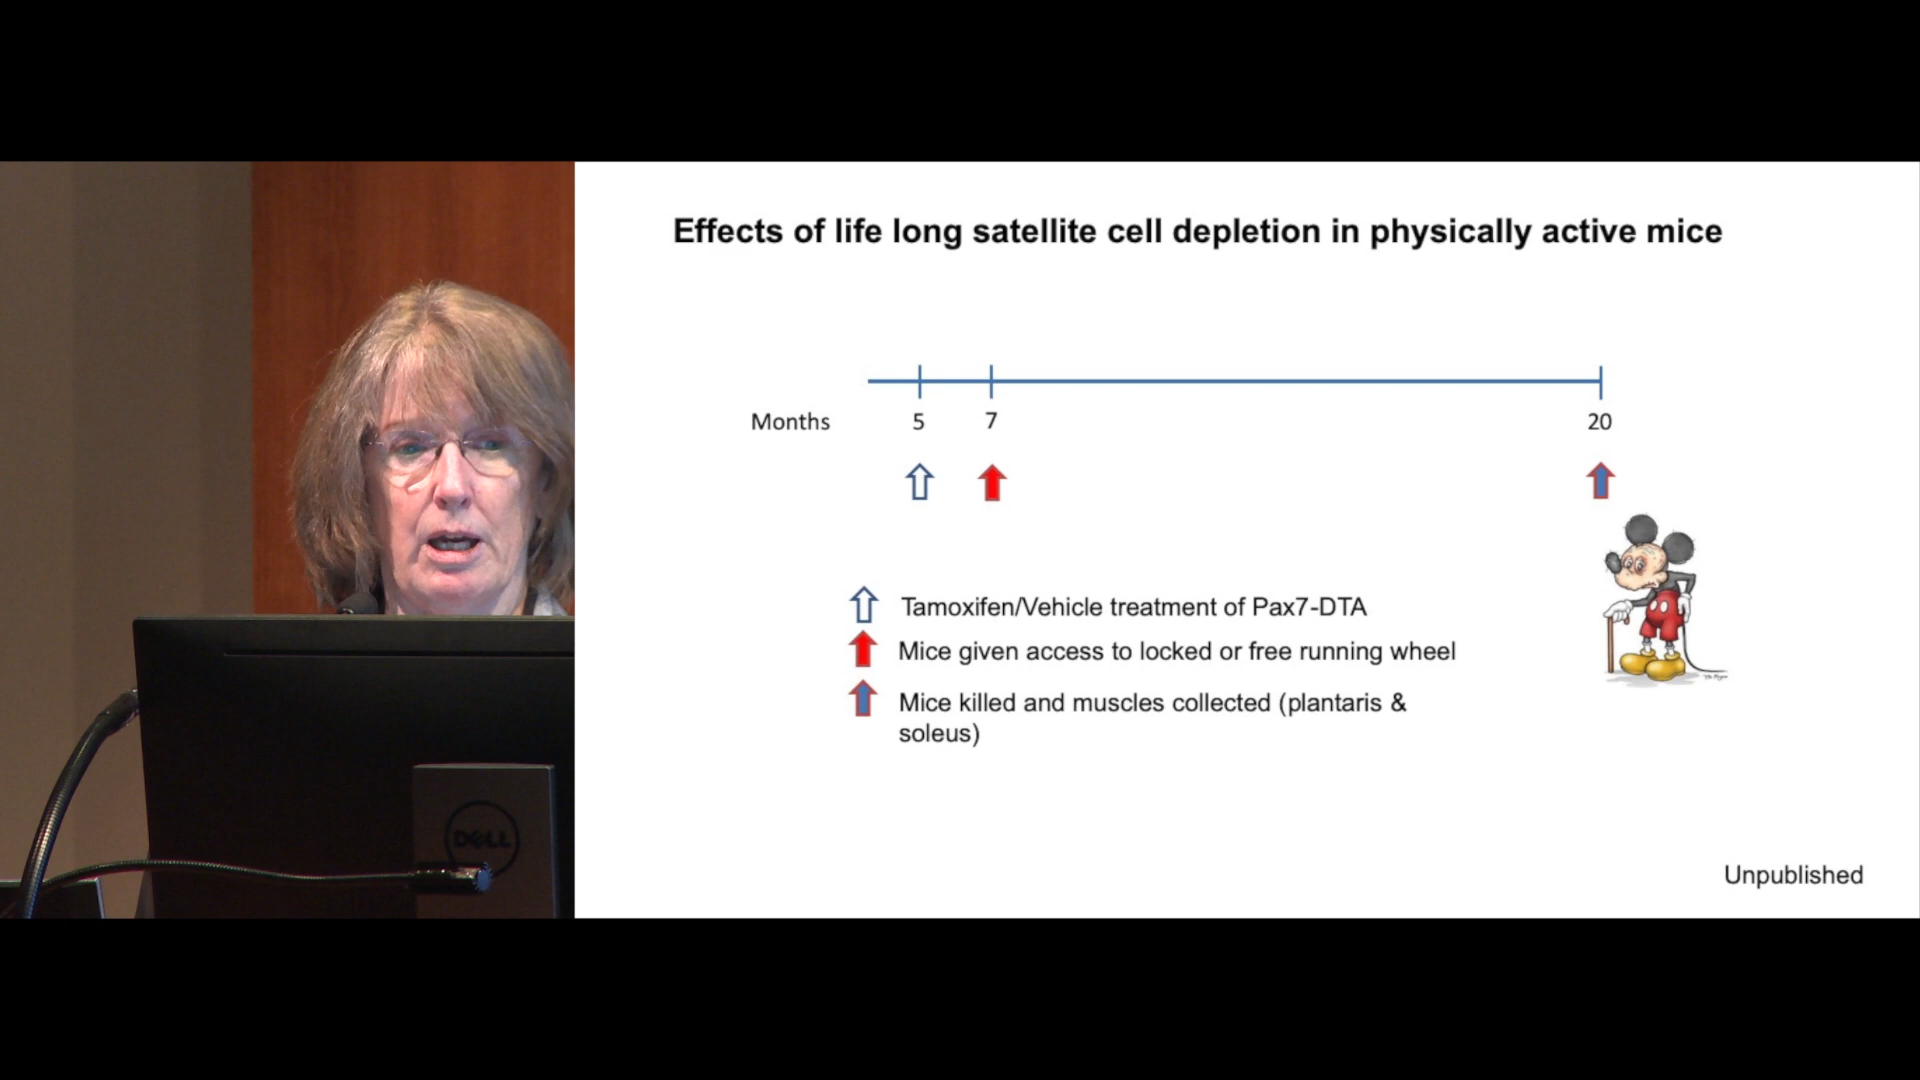 Effects of life long satellite cell depletion in physically active mice
Months 5 7 20
Tamoxifen/Vehicle treatment of Pax7-DTA
Mice given access to locked or free running wheel
Mice killed and muscles collected (plantaris &
soleus)
Unpublished
DELL